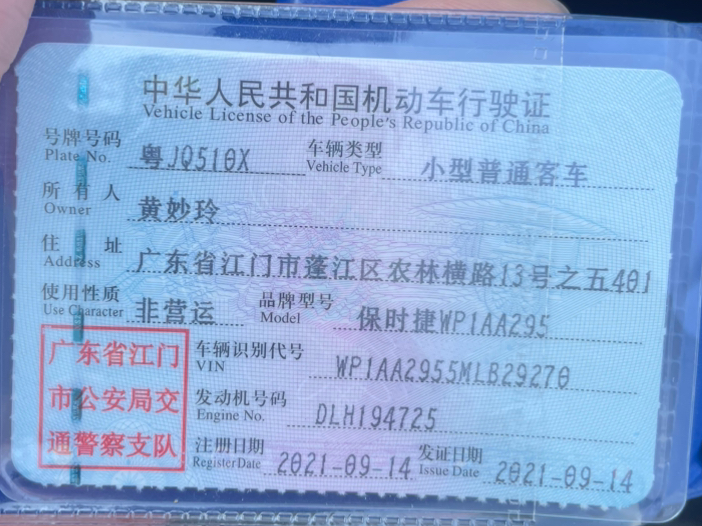 中华人民共和国机动车行驶证
Vehicle License of the People's Republic of China
号牌号码 粤JQ510X 车辆类型 小型普通客车
Plate No. Vehicle Type
所有人 黄妙玲
Owner
住址 广东省江门市蓬江区农林横路13号之五401
Address
使用性质 非营运 品牌型号 保时捷WP1AA295
Use Character Model
广东省江门
市公安局交
通警察支队
车辆识别代号 WP1AA2955MLB29270
VIN
发动机号码 DLH194725
Engine No.
注册日期 2021-09-14 发证日期 2021-09-14
Register Date Issue Date